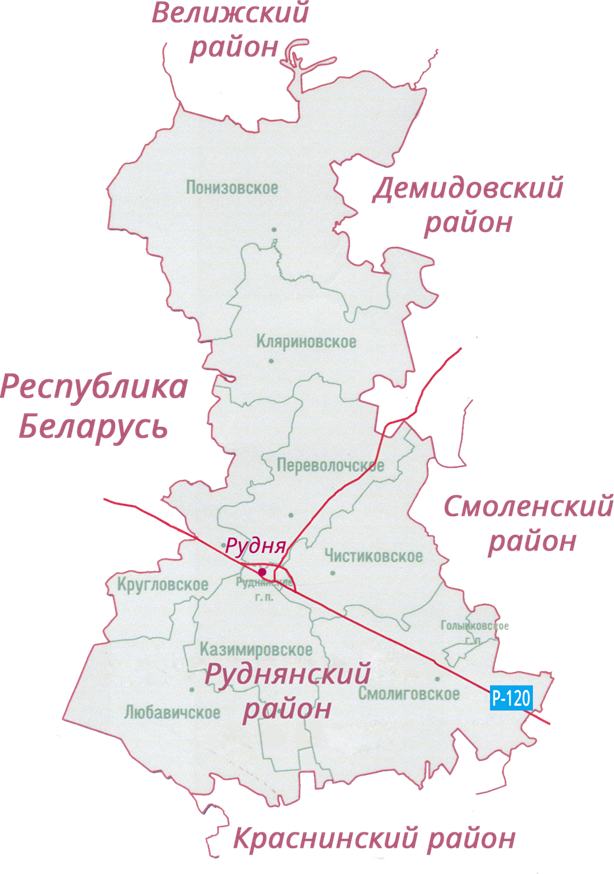 Велижский
район
Понизовское
Демидовский
район
Кляриновское
Республика
Беларусь
Переволочское
Смоленский
район
Рудня
Чистиковское
Кругловское
Руднянское
г.п.
Голынковское
г.п.
Казимировское
Руднянский
район
Смолиговское
Р-120
Любавичское
Краснинский район